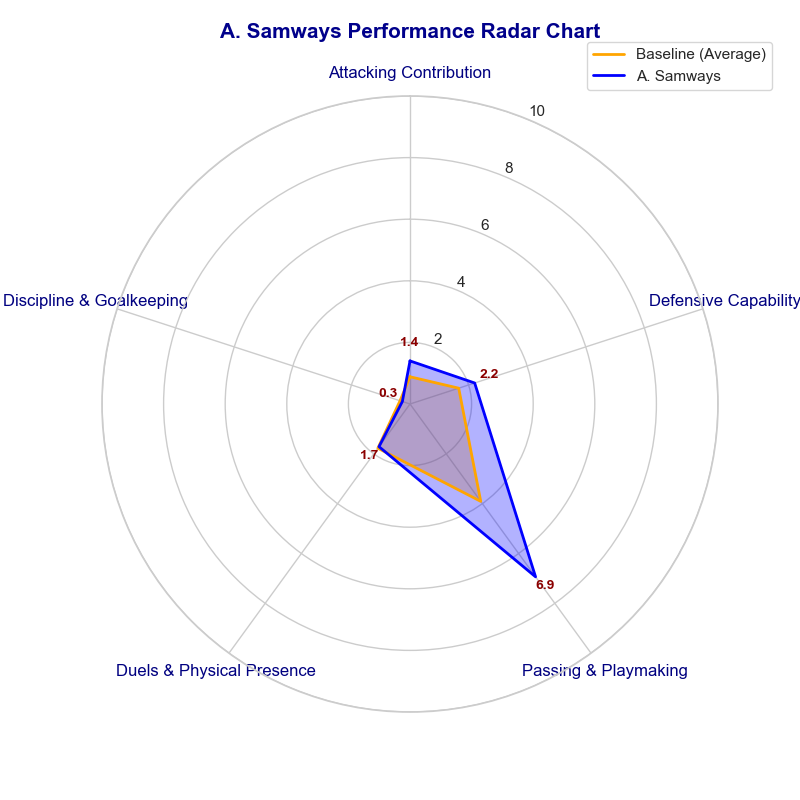 A. Samways Performance Radar Chart
Baseline (Average)
A. Samways
Attacking Contribution
10
8
6
4
2
Discipline & Goalkeeping
Defensive Capability
1.4
2.2
0.3
1.7
6.9
Duels & Physical Presence
Passing & Playmaking